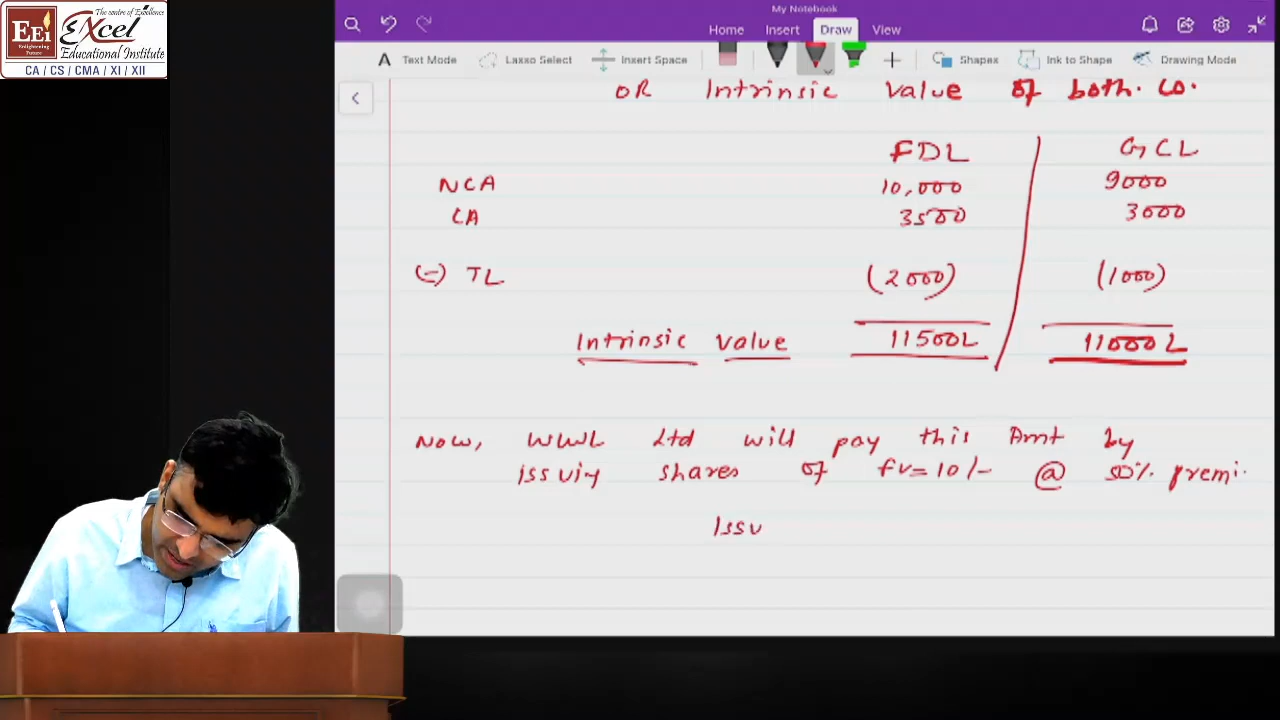 The centre of Excellence
EEi
Enlightening Future
EXcel
Educational Institute
CA / CS / CMA / XI / XII
My Notebook
Home Insert Draw View
Text Mode Lasso Select Insert Space Shapes Ink to Shape Drawing Mode
OR Intrinsic Value of both. Co.
FDL GCL
NCA 10,000 9000
CA 3500 3000
(-) TL (2000) (1000)
Intrinsic Value 11500L 11000L
Now, WWL Ltd will pay this Amt by
issuing shares of fv=10/- @ 50% premi.
Issu